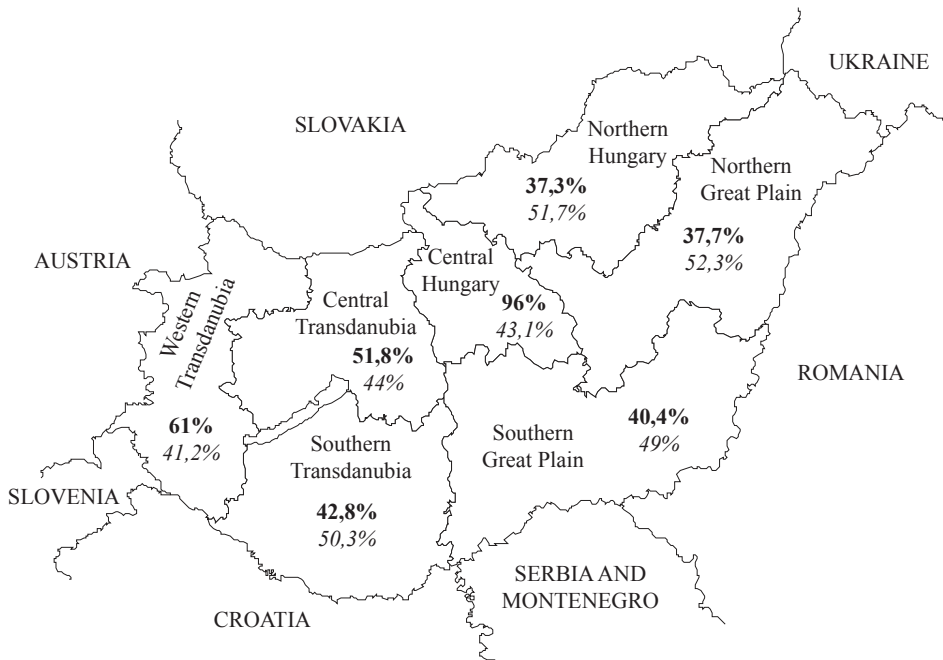 UKRAINE
SLOVAKIA
Northern
Hungary
37,3%
51,7%
Northern
Great Plain
37,7%
52,3%
AUSTRIA
Western
Transdanubia
61%
41,2%
Central
Transdanubia
51,8%
44%
Central
Hungary
96%
43,1%
ROMANIA
Southern
Great Plain
40,4%
49%
Southern
Transdanubia
42,8%
50,3%
SLOVENIA
CROATIA
SERBIA AND
MONTENEGRO